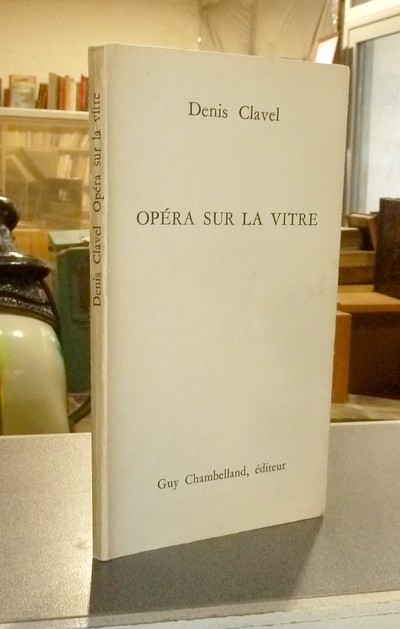 Denis Clavel
OPÉRA SUR LA VITRE
Guy Chambelland, éditeur
Denis Clavel Opéra sur la vitre